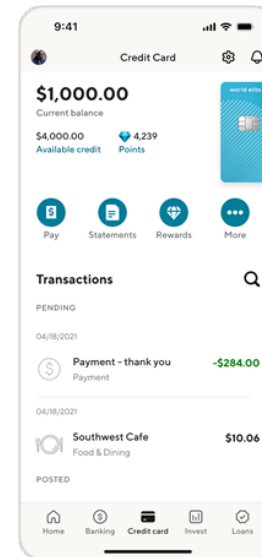 9:41
Credit Card
$1,000.00
Current balance
$4,000.00
Available credit
4,239
Points
world elite
Pay
Statements
Rewards
More
Transactions
PENDING
04/18/2021
Payment - thank you
-$284.00
Payment
04/18/2021
Southwest Cafe
$10.06
Food & Dining
POSTED
Home
Banking
Credit card
Invest
Loans